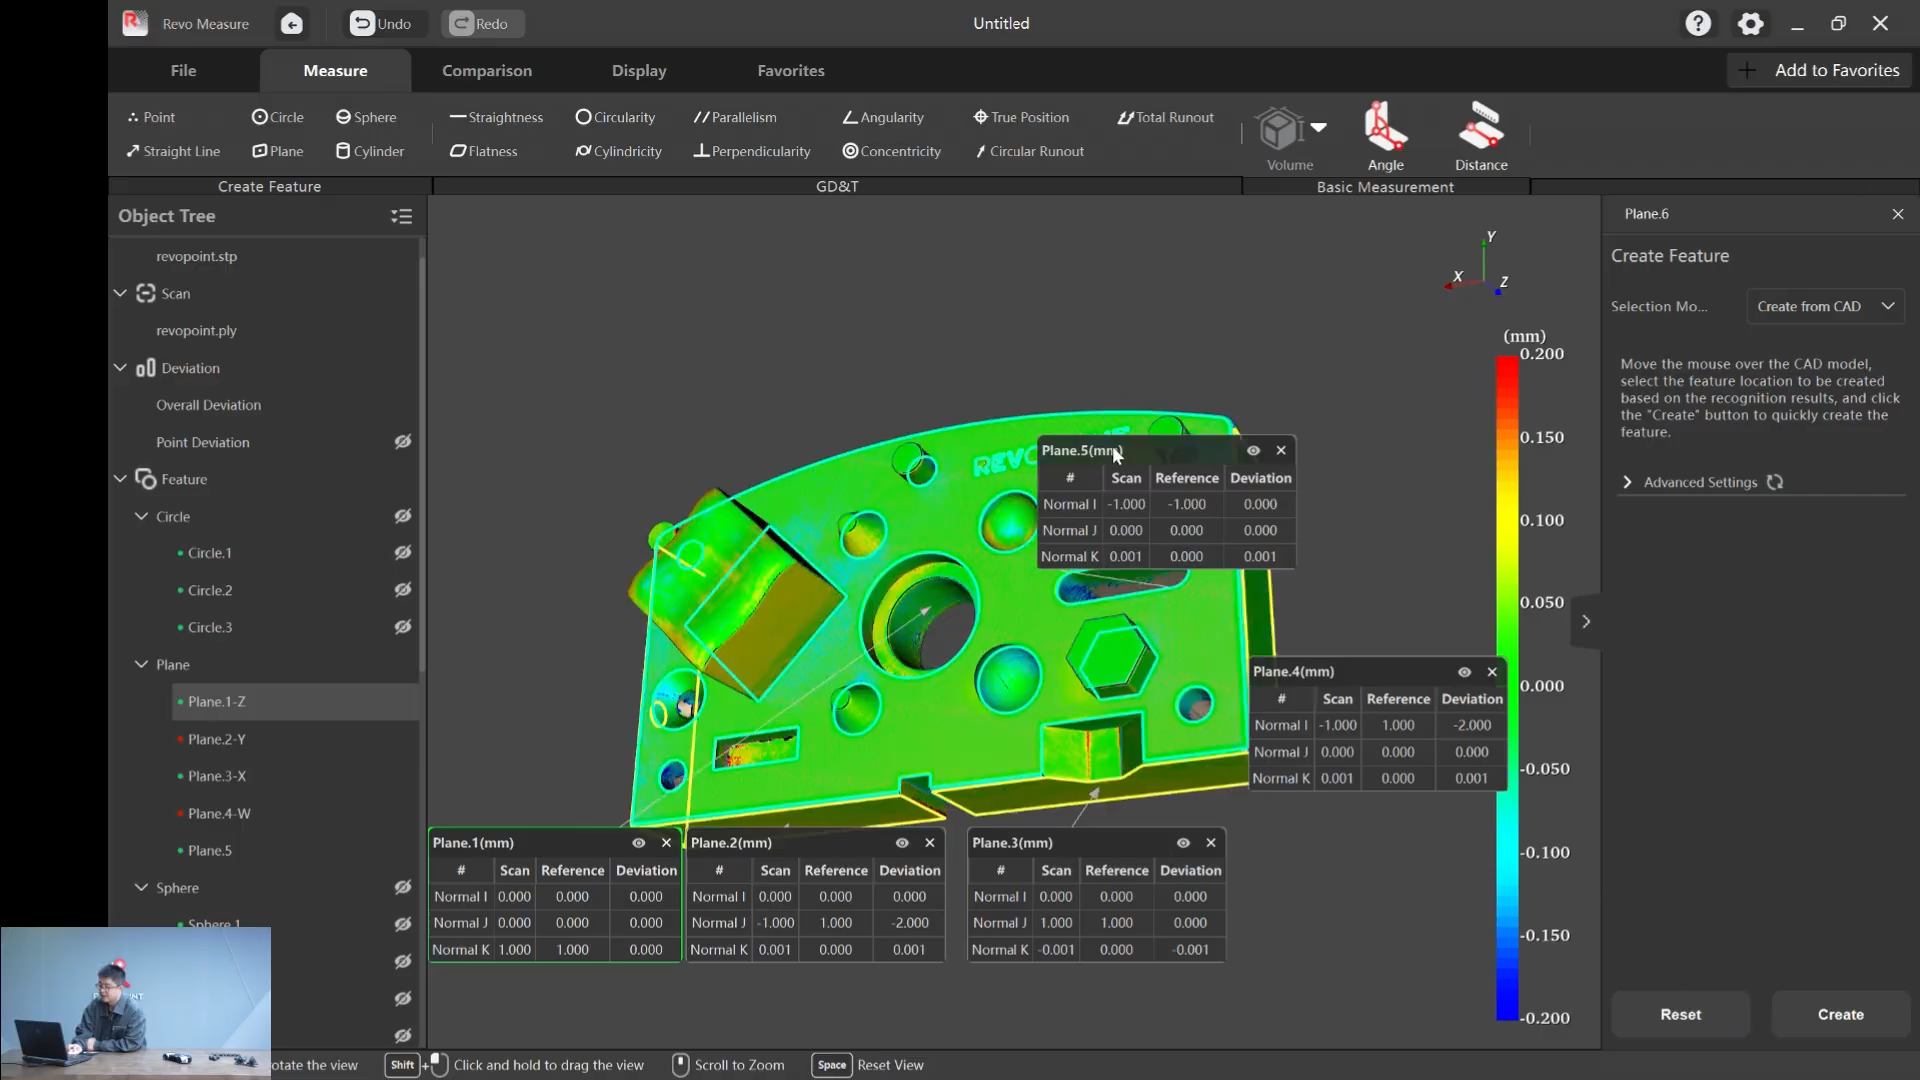 Revo Measure
Undo
Redo
Untitled
File
Measure
Comparison
Display
Favorites
Add to Favorites
Point
Circle
Sphere
Straight Line
Plane
Cylinder
Create Feature
Straightness
Circularity
Parallelism
Angularity
True Position
Total Runout
Flatness
Cylindricity
Perpendicularity
Concentricity
Circular Runout
GD&T
Volume
Angle
Distance
Basic Measurement
Object Tree
revopoint.stp
Scan
revopoint.ply
Deviation
Overall Deviation
Point Deviation
Feature
Circle
Circle.1
Circle.2
Circle.3
Plane
Plane.1-Z
Plane.2-Y
Plane.3-X
Plane.4-W
Plane.5
Sphere
Sphere.1
Y
X
Z
(mm)
0.200
0.150
0.100
0.050
0.000
-0.050
-0.100
-0.150
-0.200
Plane.5(mm)
# Scan Reference Deviation
Normal I -1.000 -1.000 0.000
Normal J 0.000 0.000 0.000
Normal K 0.001 0.000 0.001
Plane.4(mm)
# Scan Reference Deviation
Normal I -1.000 1.000 -2.000
Normal J 0.000 0.000 0.000
Normal K 0.001 0.000 0.001
Plane.1(mm)
# Scan Reference Deviation
Normal I 0.000 0.000 0.000
Normal J 0.000 0.000 0.000
Normal K 1.000 1.000 0.000
Plane.2(mm)
# Scan Reference Deviation
Normal I 0.000 0.000 0.000
Normal J -1.000 1.000 -2.000
Normal K 0.001 0.000 0.001
Plane.3(mm)
# Scan Reference Deviation
Normal I 0.000 0.000 0.000
Normal J 1.000 1.000 0.000
Normal K -0.001 0.000 -0.001
Plane.6
Create Feature
Selection Mo... Create from CAD
Move the mouse over the CAD model,
select the feature location to be created
based on the recognition results, and click
the "Create" button to quickly create the
feature.
Advanced Settings
Reset
Create
otate the view
Shift + Click and hold to drag the view
Scroll to Zoom
Space Reset View